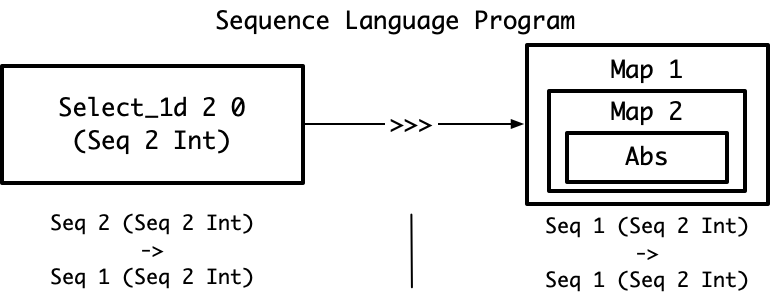 Sequence Language Program
Select_1d 2 0
(Seq 2 Int)
>>>
Map 1
Map 2
Abs
Seq 2 (Seq 2 Int)
->
Seq 1 (Seq 2 Int)
Seq 1 (Seq 2 Int)
->
Seq 1 (Seq 2 Int)